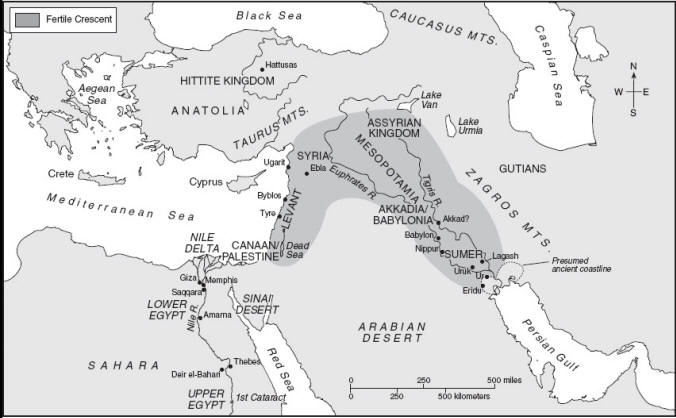 Fertile Crescent
Black Sea
CAUCASUS MTS.
Caspian Sea
Hattusas
HITTITE KINGDOM
or
Aegean
Sea
ANATOLIA
TAURUS MTS.
Lake
Van
Lake
Urmia
N
W E
S
ASSYRIAN
KINGDOM
MESOPOTAMIA
Ugarit
SYRIA
Ebla
Euphrates R.
Tigris R.
GUTIANS
ZAGROS MTS.
Crete
Cyprus
Mediterranean Sea
Byblos
Tyre
LEVANT
AKKADIA/
BABYLONIA
Akkad?
Babylon
Nippur
SUMER
Lagash
Uruk
Ur
Eridu
Presumed
ancient coastline
NILE
DELTA
CANAAN/
PALESTINE
Dead
Sea
Giza
Memphis
Saqqara
LOWER
EGYPT
Nile R.
Amarna
SINAI
DESERT
ARABIAN
DESERT
Persian Gulf
Red Sea
SAHARA
Thebes
Deir el-Bahari
UPPER
EGYPT
1st Cataract
0 250 500 miles
0 250 500 kilometers